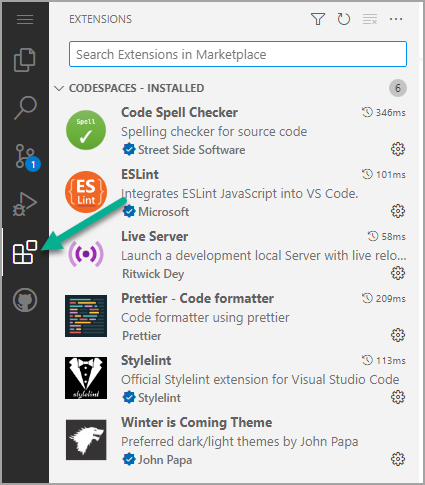 EXTENSIONS
Search Extensions in Marketplace
CODESPACES - INSTALLED 6
Spell
Code Spell Checker 346ms
Spelling checker for source code
Street Side Software
ES
Lint
ESLint 101ms
Integrates ESLint JavaScript into VS Code.
Microsoft
1
Live Server 58ms
Launch a development local Server with live relo...
Ritwick Dey
Prettier - Code formatter 209ms
Code formatter using prettier
Prettier
stylelint
Stylelint 113ms
Official Stylelint extension for Visual Studio Code
Stylelint
Winter is Coming Theme
Preferred dark/light themes by John Papa
John Papa